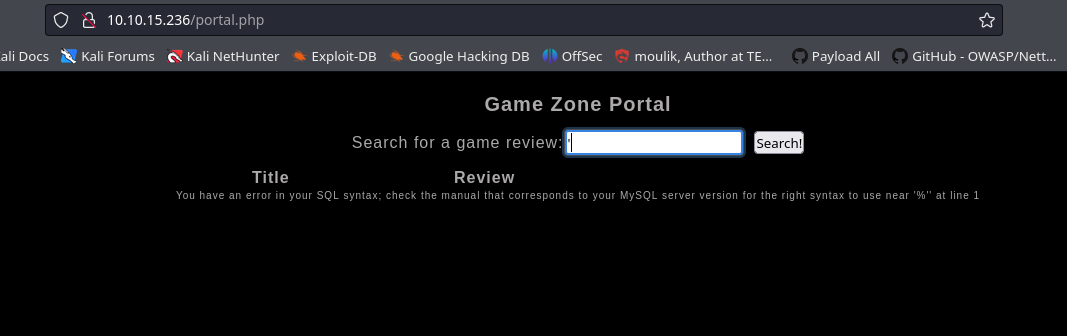 10.10.15.236/portal.php
ali Docs Kali Forums Kali NetHunter Exploit-DB Google Hacking DB OffSec moulik, Author at TE... Payload All GitHub - OWASP/Nett...
Game Zone Portal
Search for a game review: ' Search!
Title Review
You have an error in your SQL syntax; check the manual that corresponds to your MySQL server version for the right syntax to use near '%'' at line 1